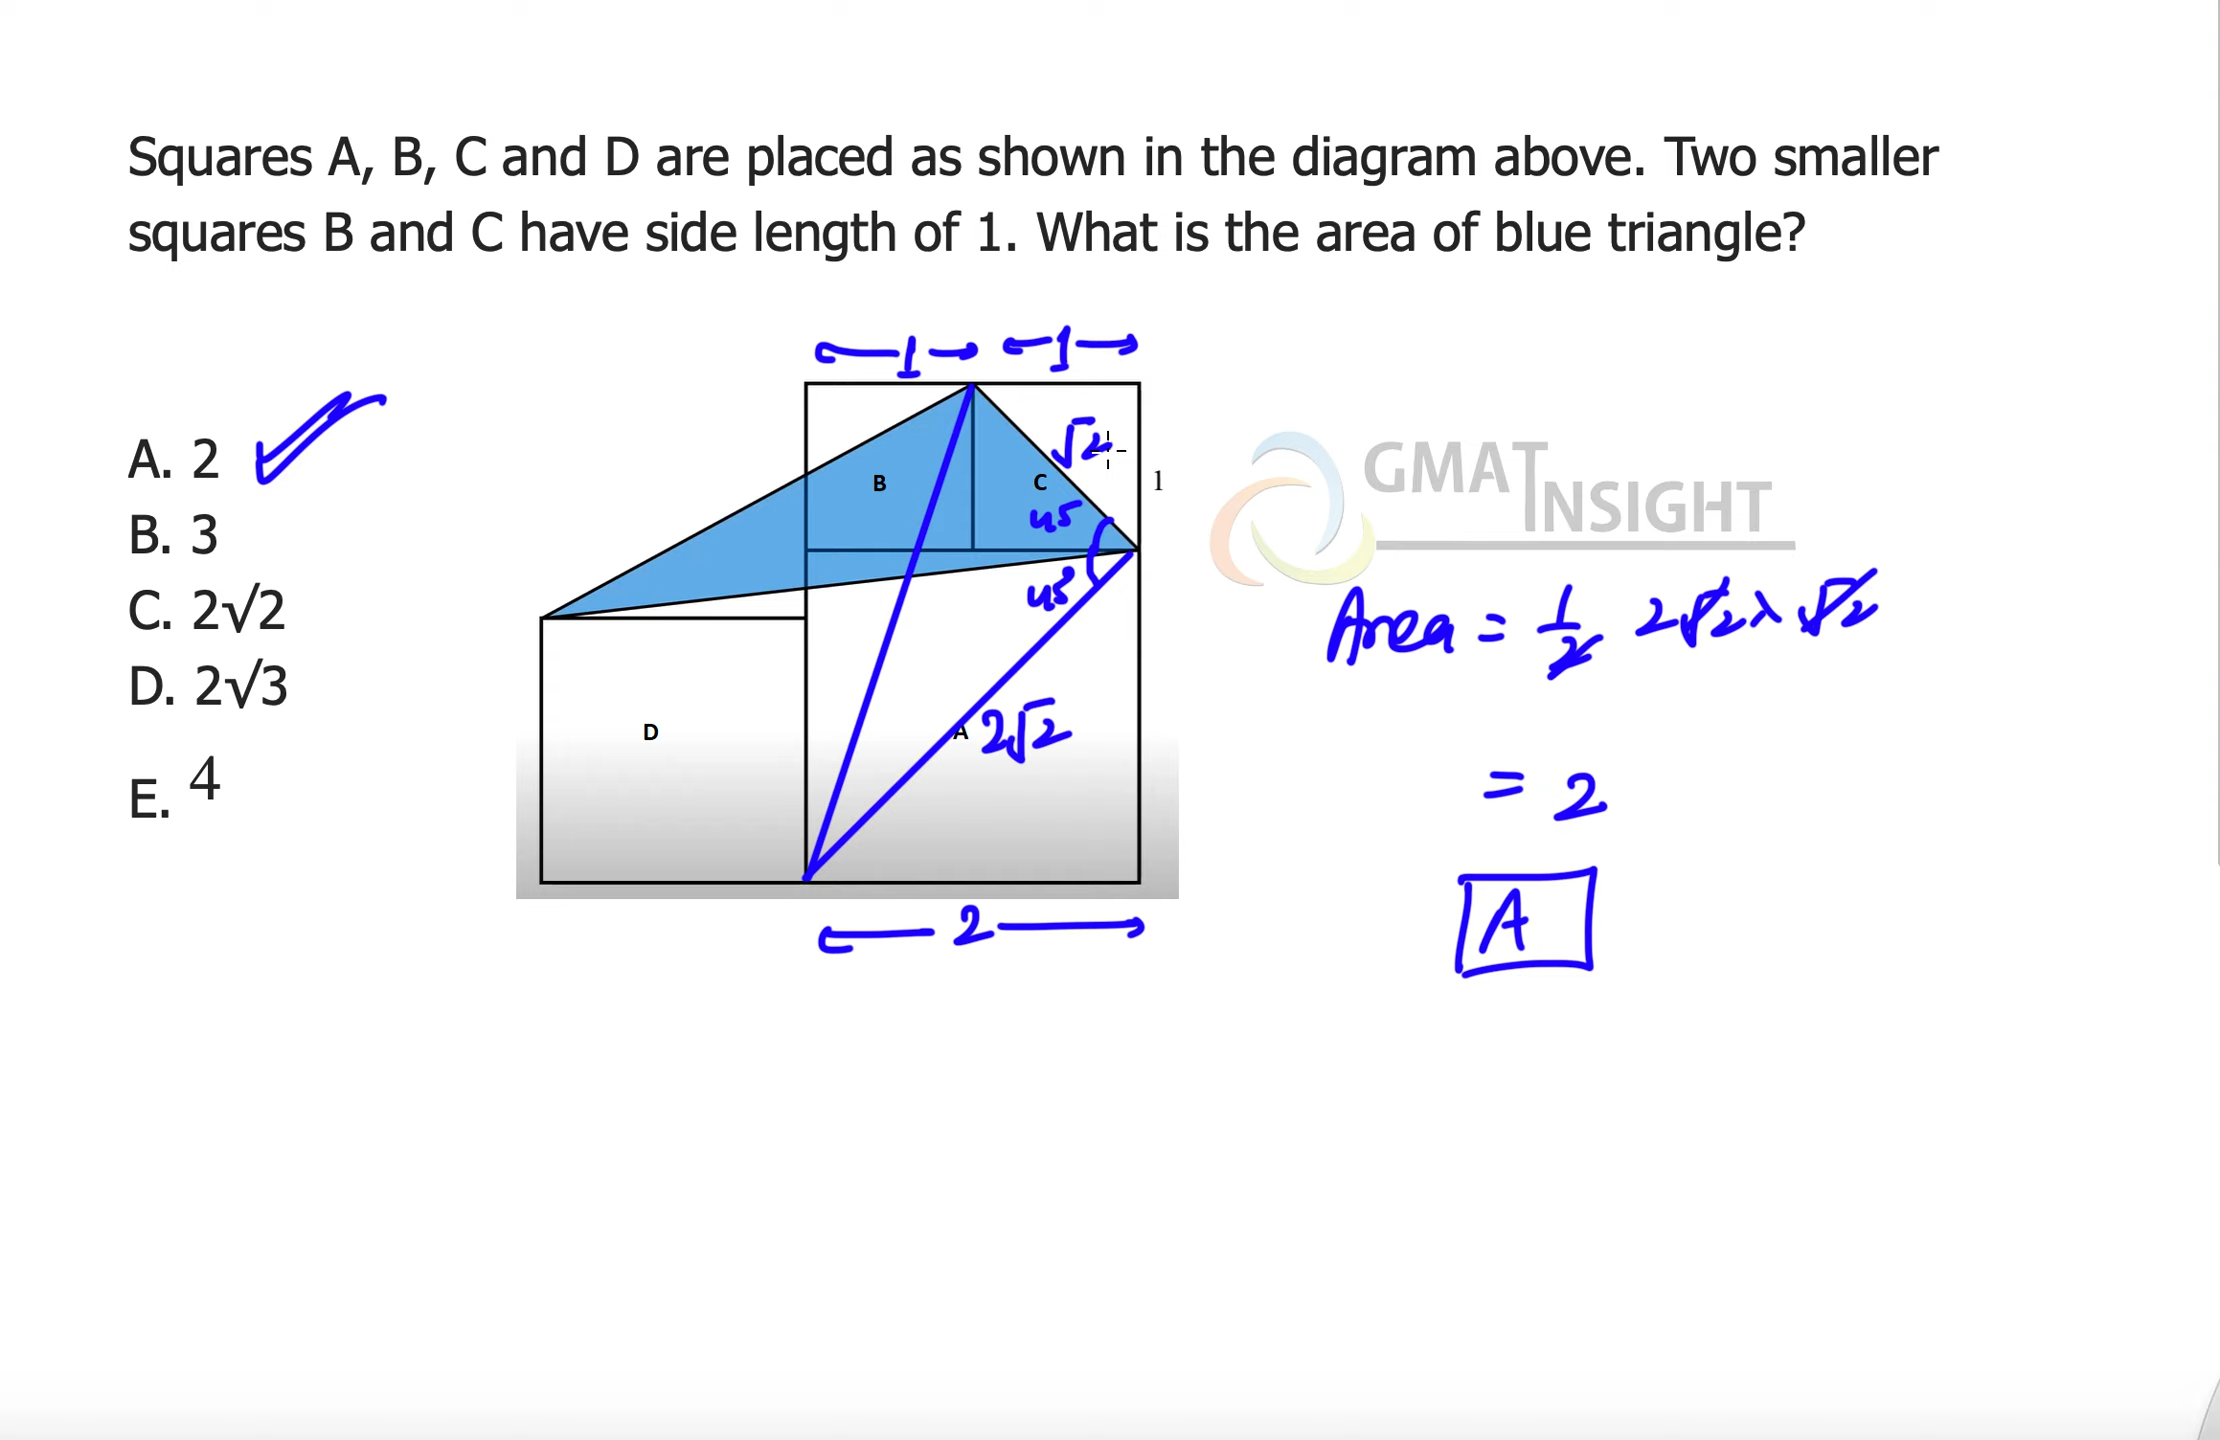 Squares A, B, C and D are placed as shown in the diagram above. Two smaller
squares B and C have side length of 1. What is the area of blue triangle?
1 1
A. 2
B. 3
C. 2√2
D. 2√3
E. 4
B
C
√2
1
45
45°
D
A
2√2
2
GMAT INSIGHT
Area = 1/2 2√2 × √2
= 2
A